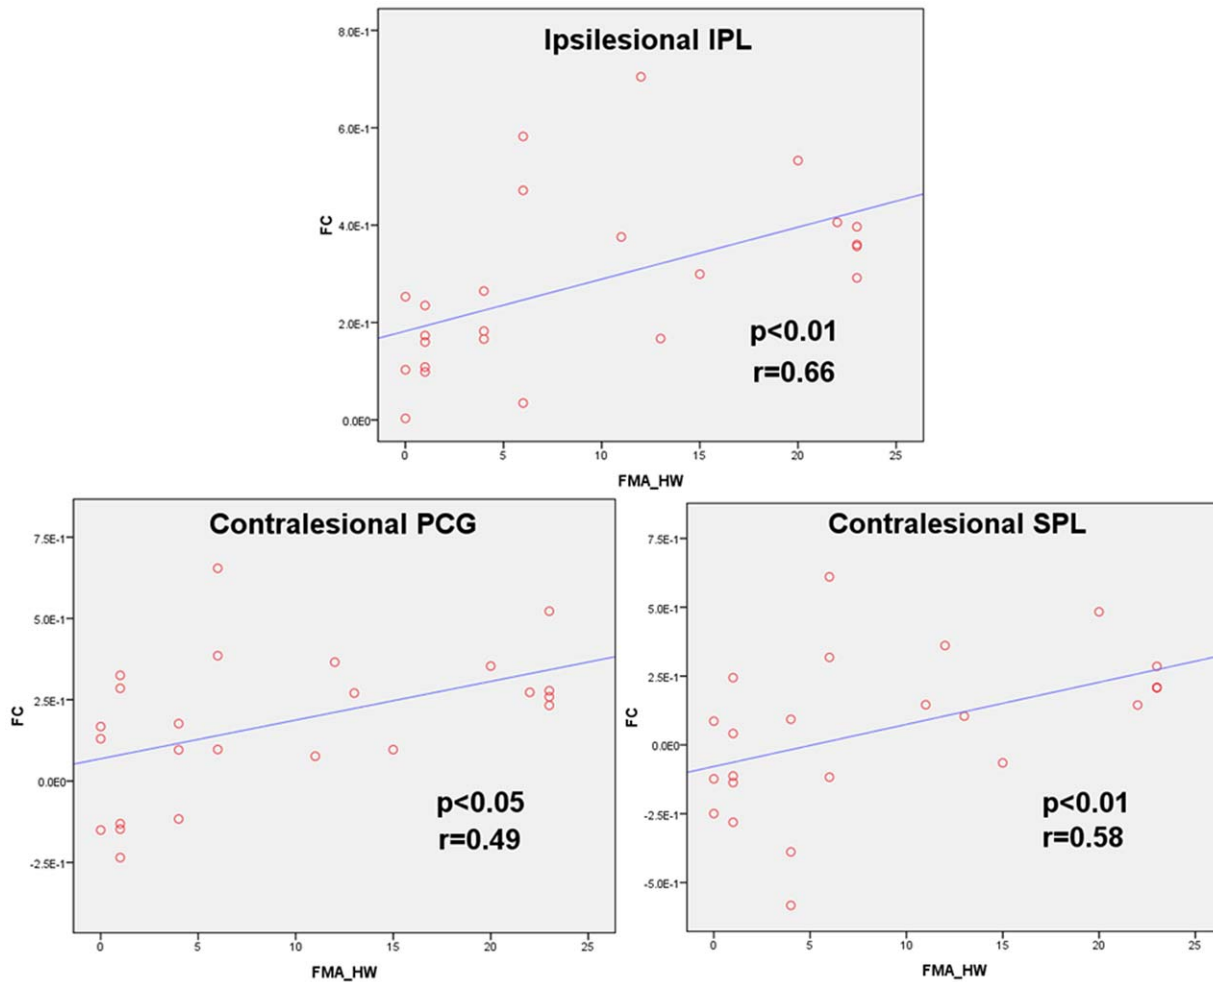 Ipsilesional IPL
8.0E-1
6.0E-1
4.0E-1
2.0E-1
0.0E0
FC
p<0.01
r=0.66
0 5 10 15 20 25
FMA_HW
Contralesional PCG
7.5E-1
5.0E-1
2.5E-1
0.0E0
-2.5E-1
FC
p<0.05
r=0.49
0 5 10 15 20 25
FMA_HW
Contralesional SPL
7.5E-1
5.0E-1
2.5E-1
0.0E0
-2.5E-1
-5.0E-1
FC
p<0.01
r=0.58
0 5 10 15 20 25
FMA_HW